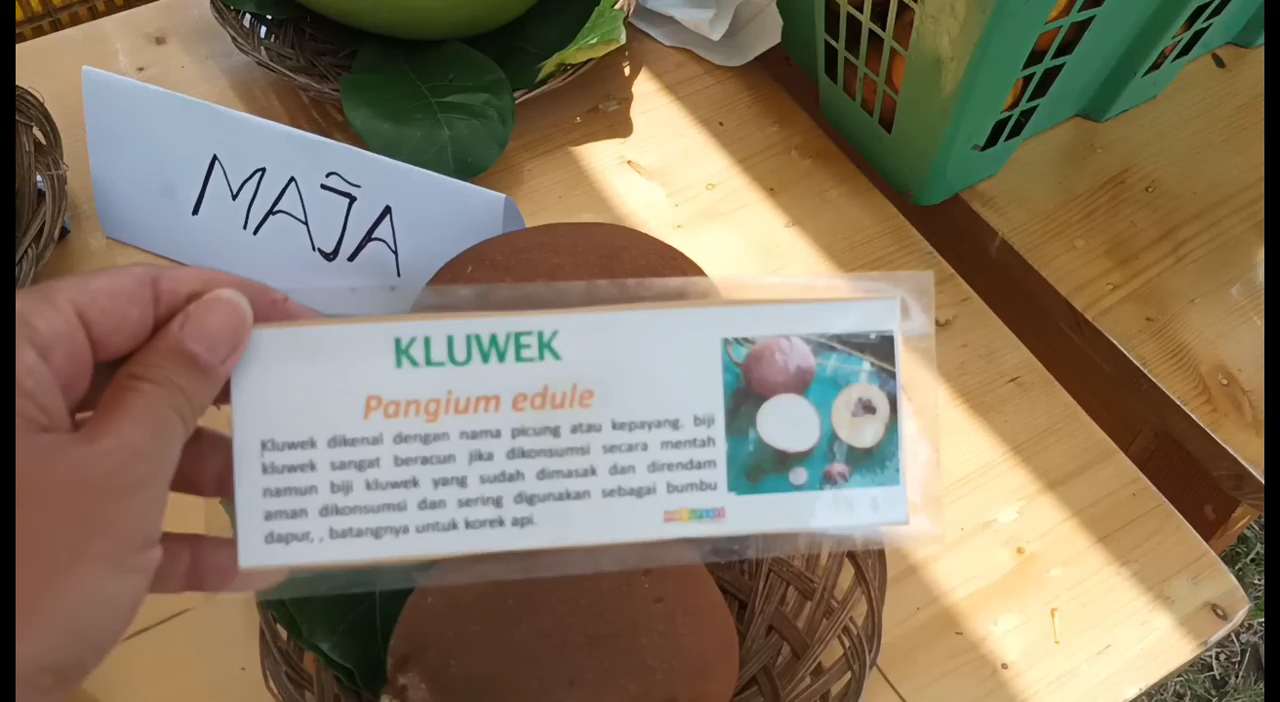 MAJ̃A
KLUWEK
Pangium edule
Kluwek dikenal dengan nama picung atau kepayang. biji
kluwek sangat beracun jika dikonsumsi secara mentah
namun biji kluwek yang sudah dimasak dan direndam
aman dikonsumsi dan sering digunakan sebagai bumbu
dapur, , batangnya untuk korek api.